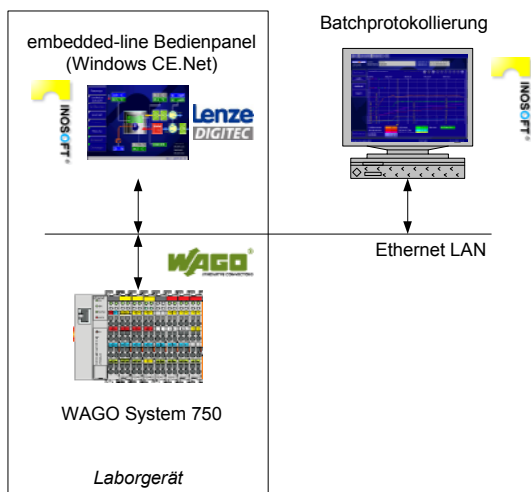 embedded-line Bedienpanel
(Windows CE.Net)
INOSOFT
Lenze
DIGITEC
Batchprotokollierung
INOSOFT
WAGO
Ethernet LAN
WAGO System 750
Laborgerät